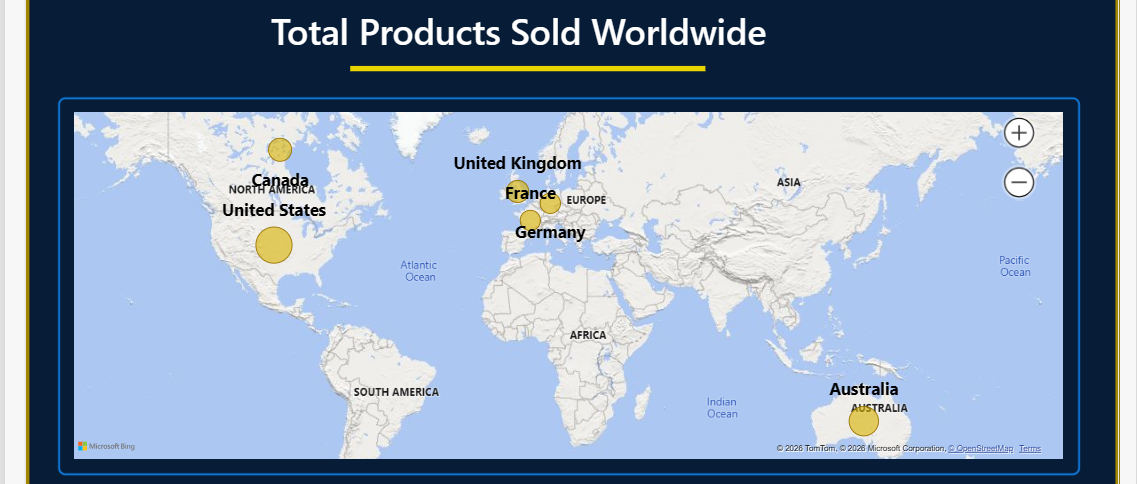 Total Products Sold Worldwide
United Kingdom
Canada
NORTH AMERICA
ASIA
France
EUROPE
United States
Germany
Atlantic
Ocean
Pacific
Ocean
AFRICA
SOUTH AMERICA
Australia
Indian
Ocean
AUSTRALIA
Microsoft Bing
© 2026 TomTom, © 2026 Microsoft Corporation, © OpenStreetMap Terms